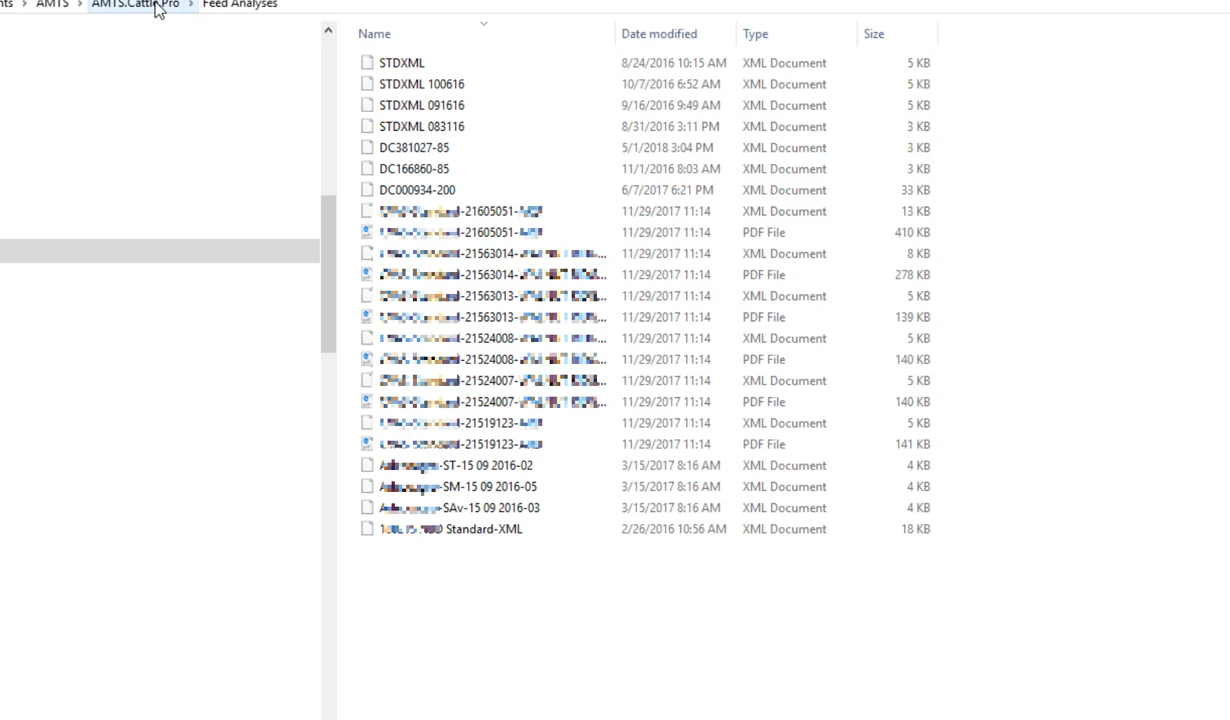 AMTS > AMTS.Cattle.Pro > Feed Analyses
Name Date modified Type Size
STDXML 8/24/2016 10:15 AM XML Document 5 KB
STDXML 100616 10/7/2016 6:52 AM XML Document 5 KB
STDXML 091616 9/16/2016 9:49 AM XML Document 5 KB
STDXML 083116 8/31/2016 3:11 PM XML Document 3 KB
DC381027-85 5/1/2018 3:04 PM XML Document 3 KB
DC166860-85 11/1/2016 8:03 AM XML Document 3 KB
DC000934-200 6/7/2017 6:21 PM XML Document 33 KB
-21605051- 11/29/2017 11:14 XML Document 13 KB
-21605051- 11/29/2017 11:14 PDF File 410 KB
-21563014- ... 11/29/2017 11:14 XML Document 8 KB
-21563014- ... 11/29/2017 11:14 PDF File 278 KB
-21563013- ... 11/29/2017 11:14 XML Document 5 KB
-21563013- ... 11/29/2017 11:14 PDF File 139 KB
-21524008- ... 11/29/2017 11:14 XML Document 5 KB
-21524008- ... 11/29/2017 11:14 PDF File 140 KB
-21524007- ... 11/29/2017 11:14 XML Document 5 KB
-21524007- ... 11/29/2017 11:14 PDF File 140 KB
-21519123- 11/29/2017 11:14 XML Document 5 KB
-21519123- 11/29/2017 11:14 PDF File 141 KB
-ST-15 09 2016-02 3/15/2017 8:16 AM XML Document 4 KB
-SM-15 09 2016-05 3/15/2017 8:16 AM XML Document 4 KB
-SAv-15 09 2016-03 3/15/2017 8:16 AM XML Document 4 KB
Standard-XML 2/26/2016 10:56 AM XML Document 18 KB